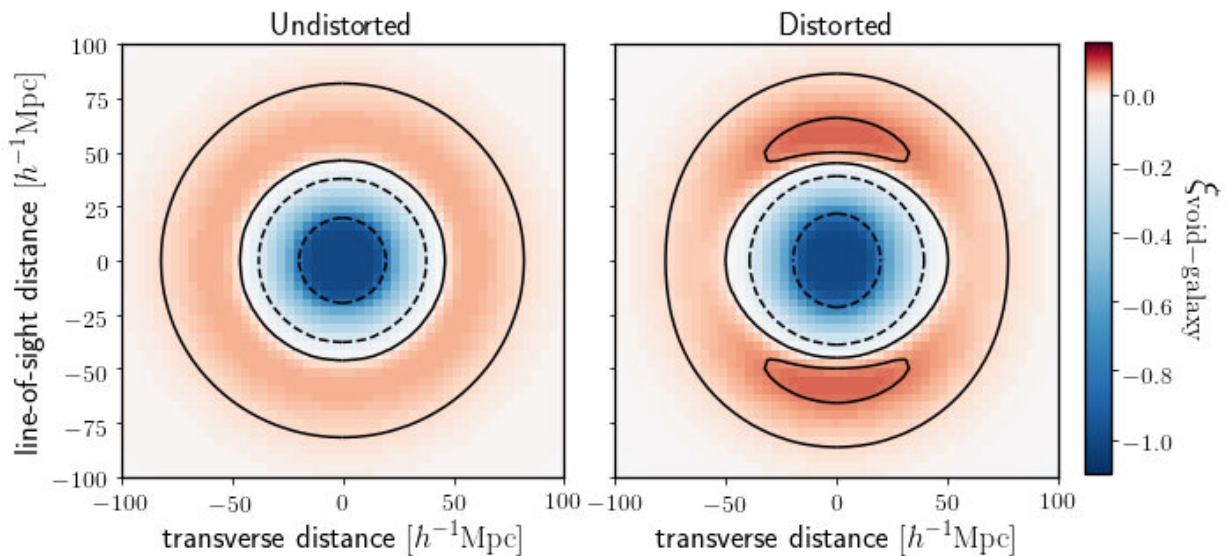 Undistorted
Distorted
line-of-sight distance [h⁻¹Mpc]
100
75
50
25
0
−25
−50
−75
−100
−100 −50 0 50 100
−100 −50 0 50 100
transverse distance [h⁻¹Mpc]
transverse distance [h⁻¹Mpc]
0.0
−0.2
−0.4
−0.6
−0.8
−1.0
ξvoid−galaxy